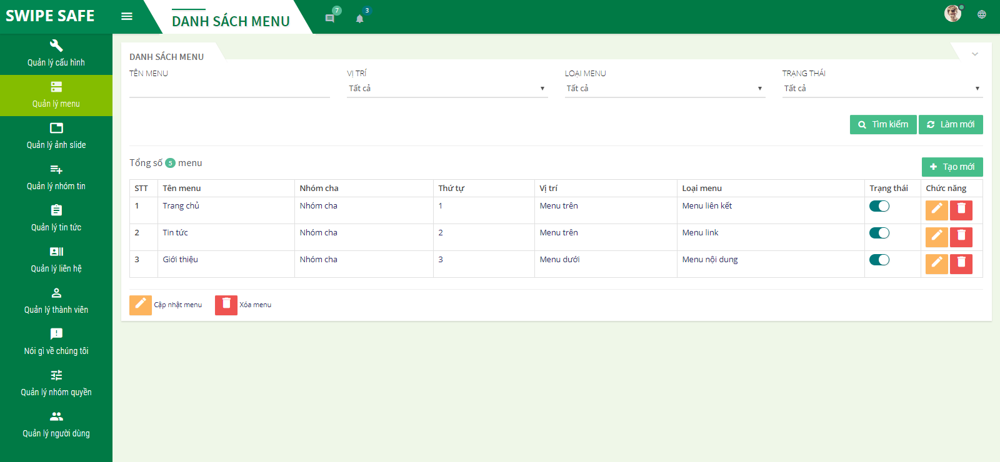 SWIPE SAFE
DANH SÁCH MENU
7
3
Quản lý cấu hình
Quản lý menu
Quản lý ảnh slide
Quản lý nhóm tin
Quản lý tin tức
Quản lý liên hệ
Quản lý thành viên
Nói gì về chúng tôi
Quản lý nhóm quyền
Quản lý người dùng
DANH SÁCH MENU
TÊN MENU VỊ TRÍ LOẠI MENU TRẠNG THÁI
Tất cả Tất cả Tất cả
Tìm kiếm Làm mới
Tổng số 5 menu
Tạo mới
STT Tên menu Nhóm cha Thứ tự Vị trí Loại menu Trạng thái Chức năng
1 Trang chủ Nhóm cha 1 Menu trên Menu liên kết
2 Tin tức Nhóm cha 2 Menu trên Menu link
3 Giới thiệu Nhóm cha 3 Menu dưới Menu nội dung
Cập nhật menu Xóa menu